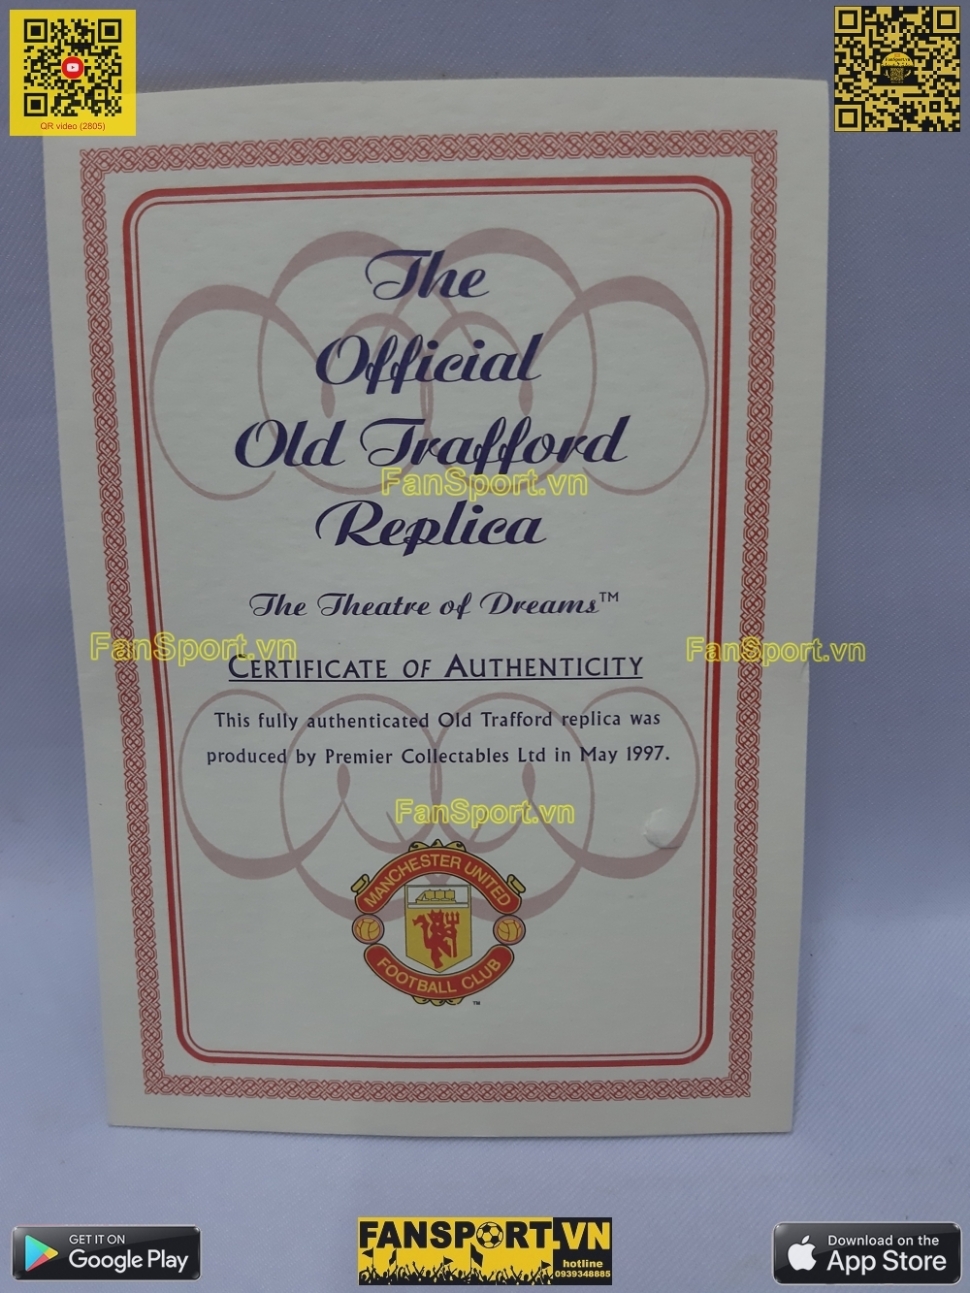 QR video (2805)
The
Official
Old Trafford
FanSport.vn
Replica
The Theatre of Dreams™
FanSport.vn
FanSport.vn
CERTIFICATE OF AUTHENTICITY
This fully authenticated Old Trafford replica was
produced by Premier Collectables Ltd in May 1997.
FanSport.vn
MANCHESTER UNITED
FOOTBALL CLUB
™
GET IT ON
Google Play
FANSPORT.VN
hotline
0939348885
Download on the
App Store